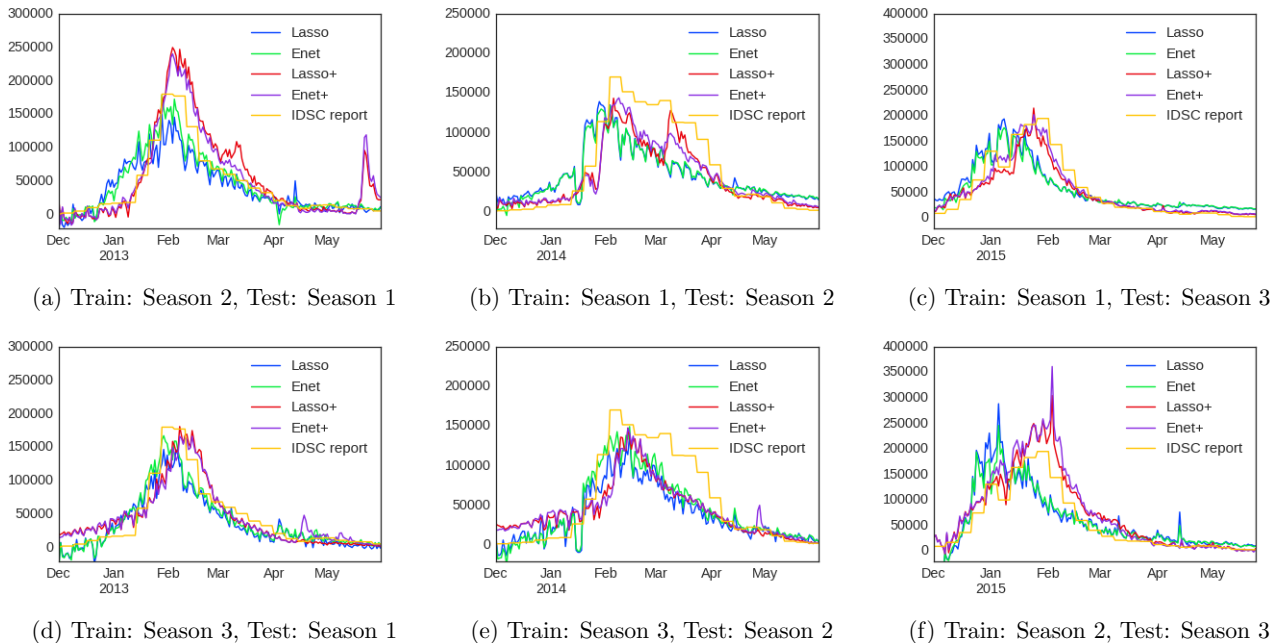 300000
250000
200000
150000
100000
50000
0
Dec Jan Feb Mar Apr May
2013
Lasso
Enet
Lasso+
Enet+
IDSC report
(a) Train: Season 2, Test: Season 1
250000
200000
150000
100000
50000
0
Dec Jan Feb Mar Apr May
2014
Lasso
Enet
Lasso+
Enet+
IDSC report
(b) Train: Season 1, Test: Season 2
400000
350000
300000
250000
200000
150000
100000
50000
0
Dec Jan Feb Mar Apr May
2015
Lasso
Enet
Lasso+
Enet+
IDSC report
(c) Train: Season 1, Test: Season 3
300000
250000
200000
150000
100000
50000
0
Dec Jan Feb Mar Apr May
2013
Lasso
Enet
Lasso+
Enet+
IDSC report
(d) Train: Season 3, Test: Season 1
250000
200000
150000
100000
50000
0
Dec Jan Feb Mar Apr May
2014
Lasso
Enet
Lasso+
Enet+
IDSC report
(e) Train: Season 3, Test: Season 2
400000
350000
300000
250000
200000
150000
100000
50000
0
Dec Jan Feb Mar Apr May
2015
Lasso
Enet
Lasso+
Enet+
IDSC report
(f) Train: Season 2, Test: Season 3